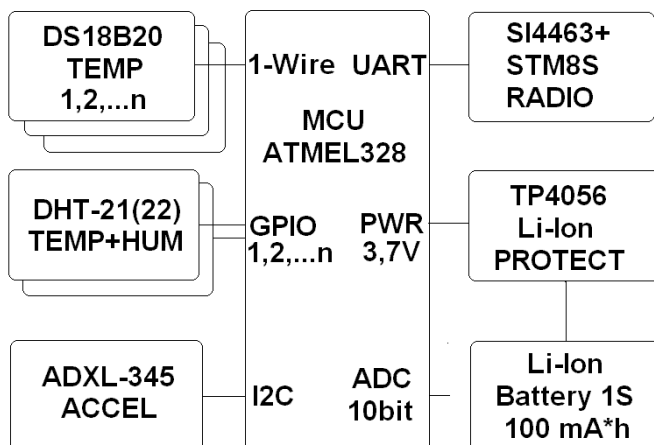 DS18B20
TEMP
1,2,...n
1-Wire
UART
SI4463+
STM8S
RADIO
MCU
ATMEL328
DHT-21(22)
TEMP+HUM
GPIO
1,2,...n
PWR
3,7V
TP4056
Li-Ion
PROTECT
ADXL-345
ACCEL
I2C
ADC
10bit
Li-Ion
Battery 1S
100 mA*h